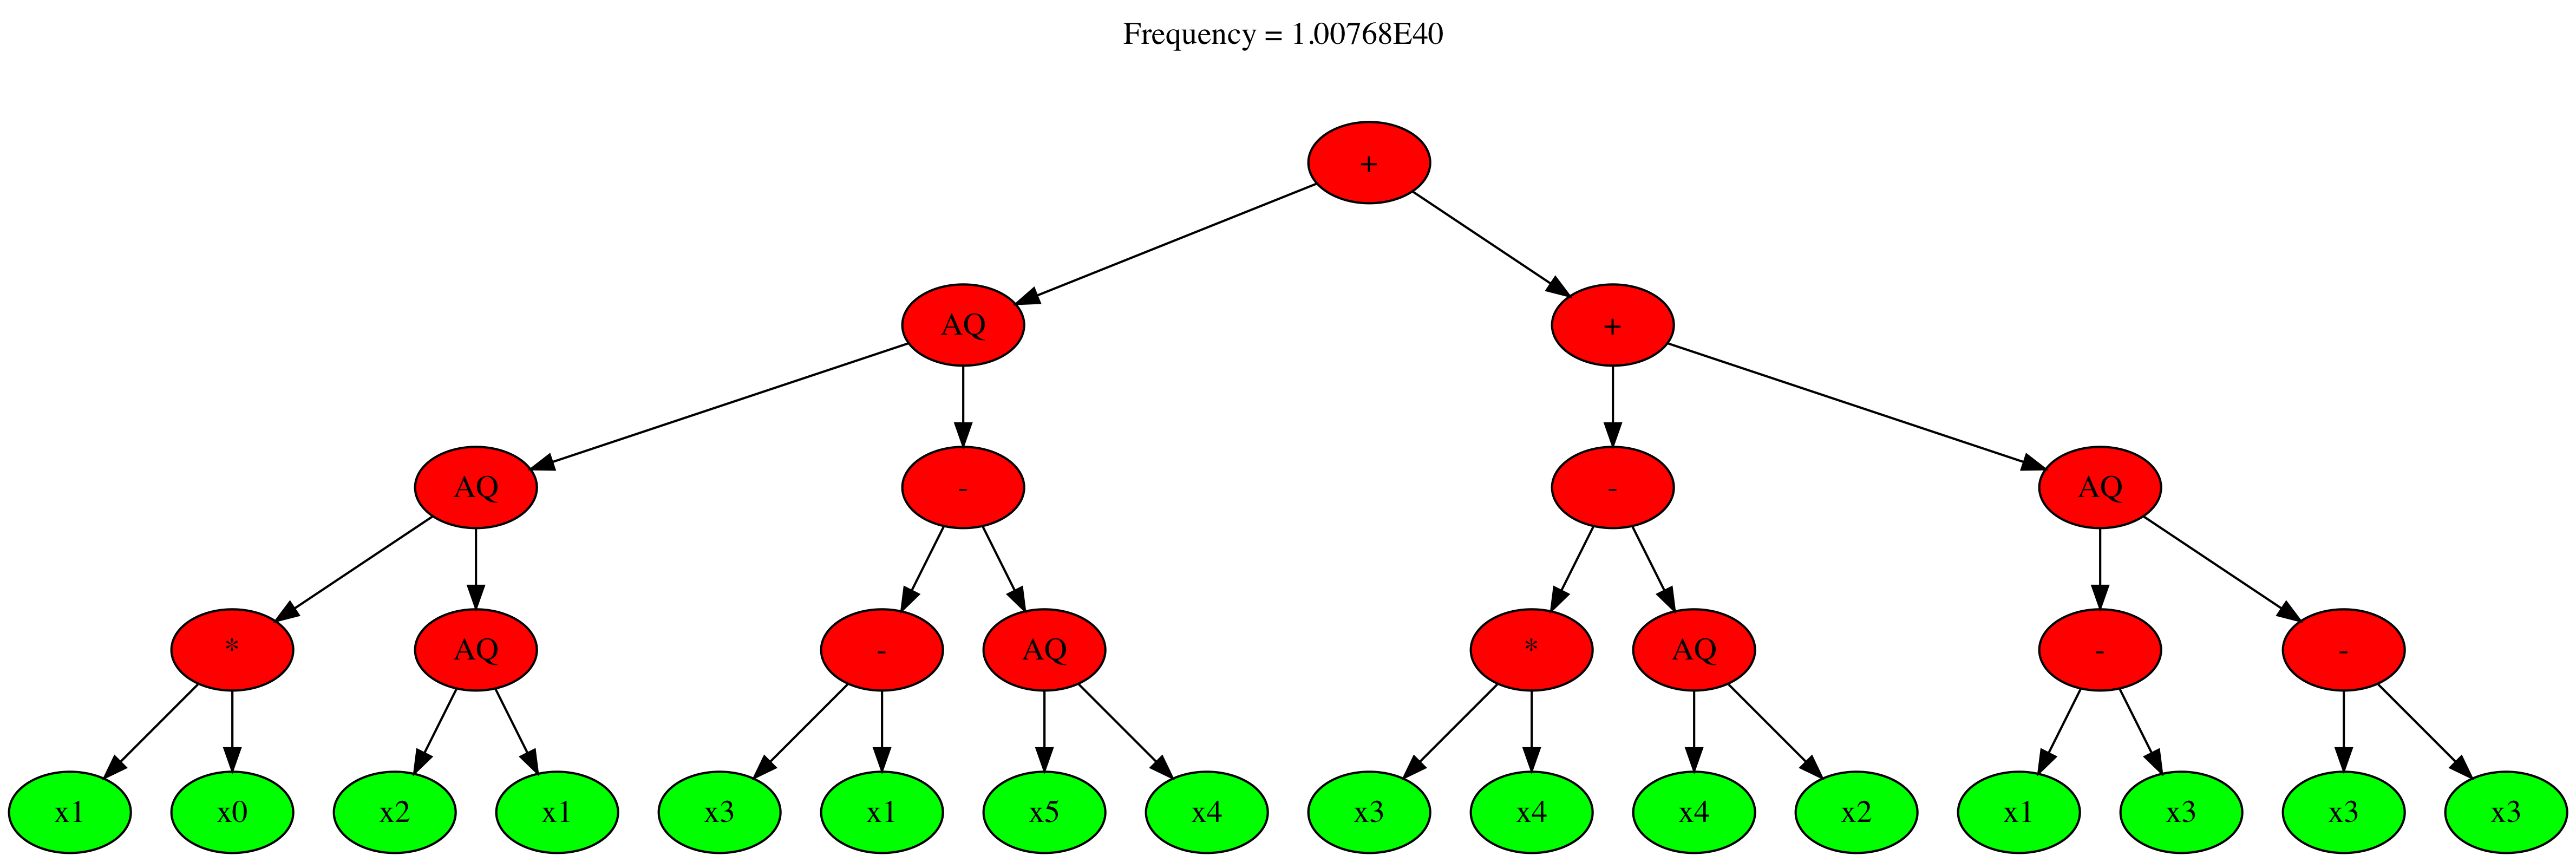 Frequency = 1.00768E40
+
AQ +
AQ - - AQ
* AQ - AQ * AQ - -
x1 x0 x2 x1 x3 x1 x5 x4 x3 x4 x4 x2 x1 x3 x3 x3